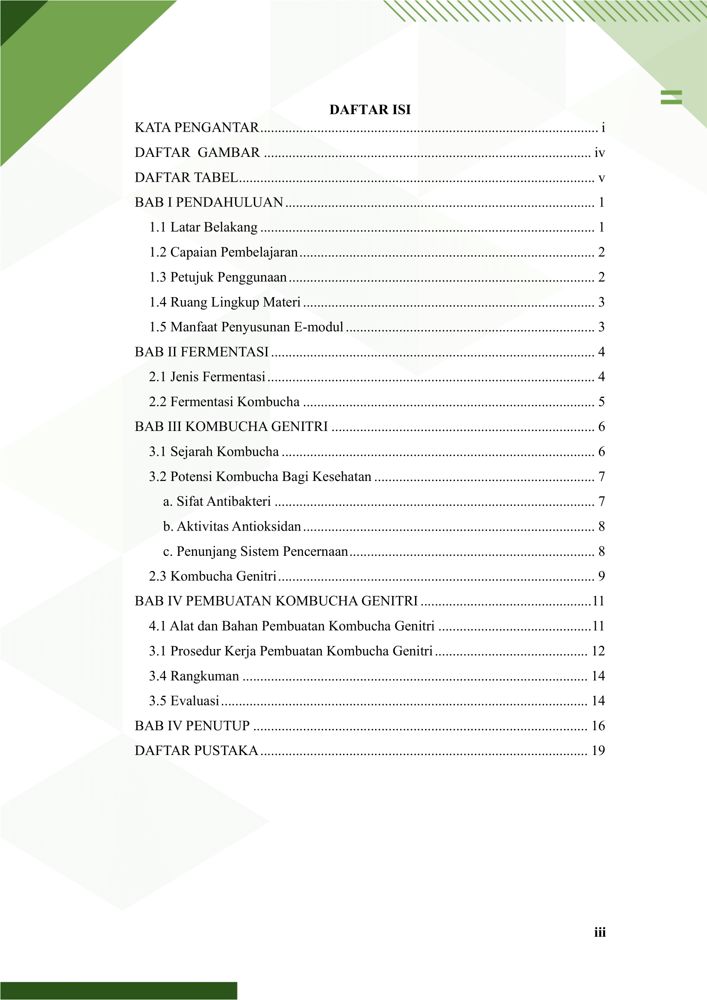 DAFTAR ISI
KATA PENGANTAR................................................................................................ i
DAFTAR  GAMBAR ............................................................................................. iv
DAFTAR TABEL..................................................................................................... v
BAB I PENDAHULUAN........................................................................................ 1
1.1 Latar Belakang ............................................................................................... 1
1.2 Capaian Pembelajaran.................................................................................... 2
1.3 Petujuk Penggunaan....................................................................................... 2
1.4 Ruang Lingkup Materi ................................................................................... 3
1.5 Manfaat Penyusunan E-modul....................................................................... 3
BAB II FERMENTASI............................................................................................ 4
2.1 Jenis Fermentasi............................................................................................. 4
2.2 Fermentasi Kombucha ................................................................................... 5
BAB III KOMBUCHA GENITRI ........................................................................... 6
3.1 Sejarah Kombucha ......................................................................................... 6
3.2 Potensi Kombucha Bagi Kesehatan ............................................................... 7
a. Sifat Antibakteri ........................................................................................... 7
b. Aktivitas Antioksidan................................................................................... 8
c. Penunjang Sistem Pencernaan...................................................................... 8
2.3 Kombucha Genitri.......................................................................................... 9
BAB IV PEMBUATAN KOMBUCHA GENITRI.................................................11
4.1 Alat dan Bahan Pembuatan Kombucha Genitri ............................................11
3.1 Prosedur Kerja Pembuatan Kombucha Genitri............................................ 12
3.4 Rangkuman .................................................................................................. 14
3.5 Evaluasi........................................................................................................ 14
BAB IV PENUTUP ............................................................................................... 16
DAFTAR PUSTAKA............................................................................................. 19
iii